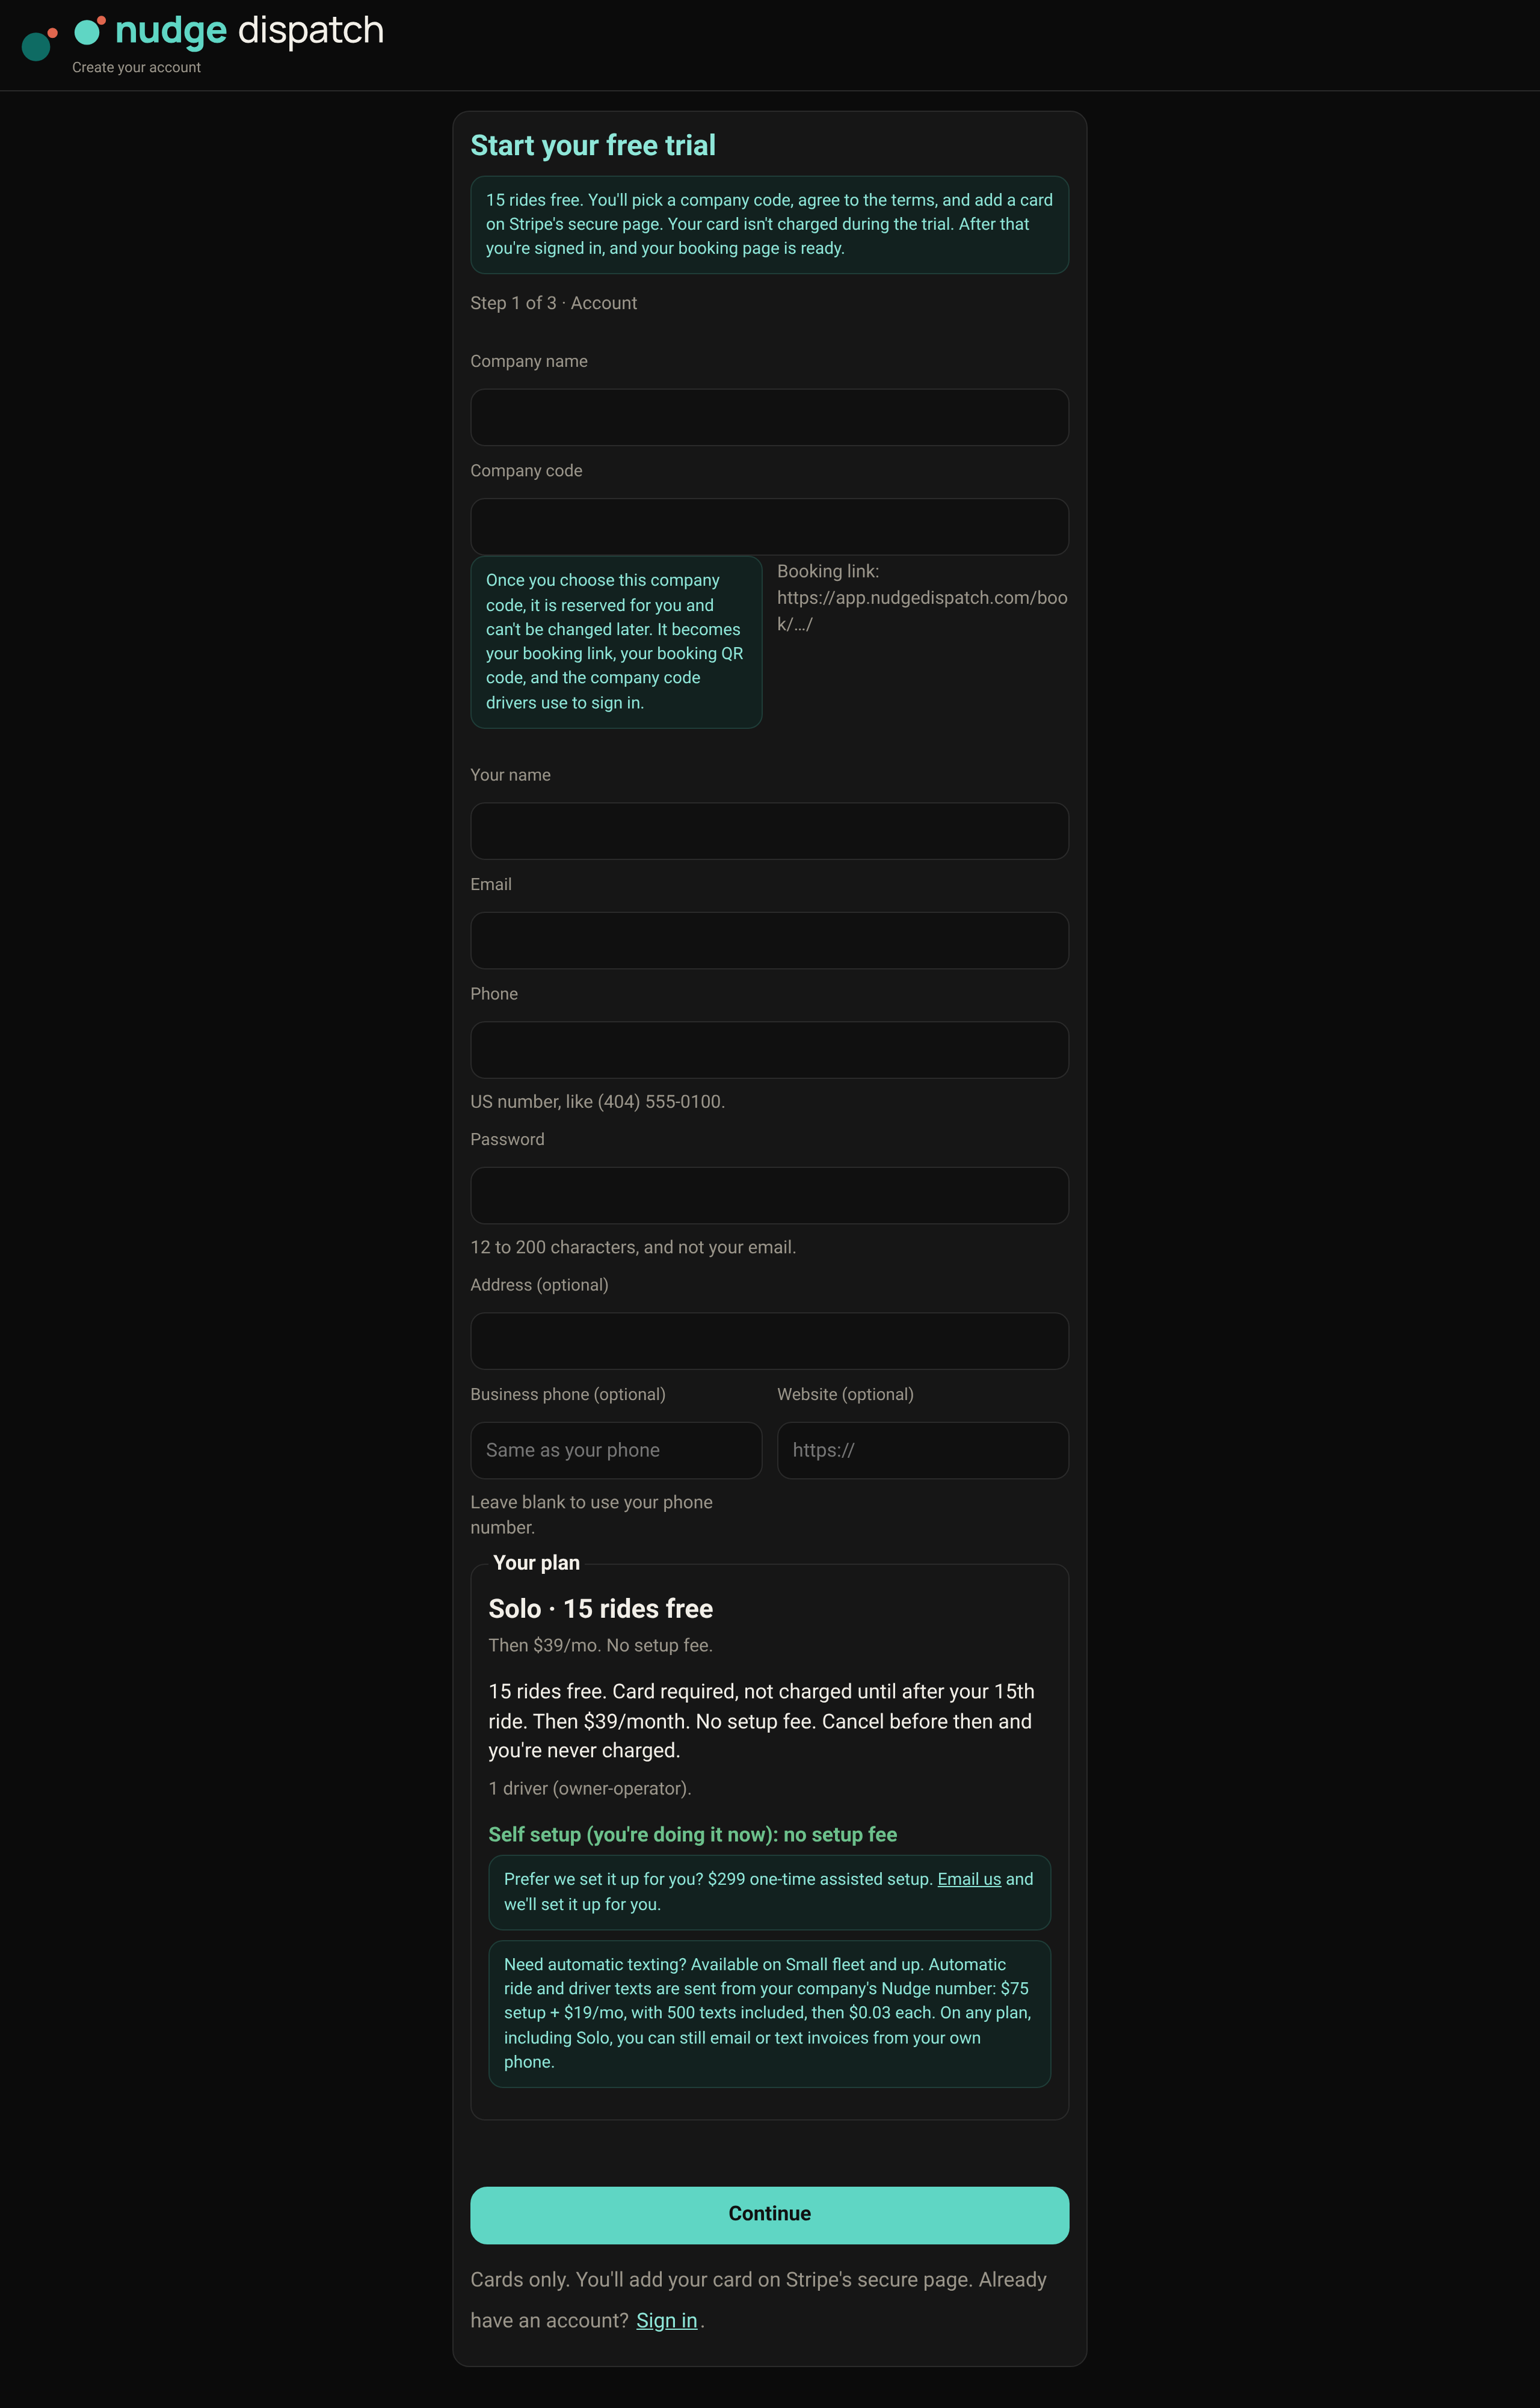 nudge dispatch
Create your account
Start your free trial
15 rides free. You'll pick a company code, agree to the terms, and add a card
on Stripe's secure page. Your card isn't charged during the trial. After that
you're signed in, and your booking page is ready.
Step 1 of 3 · Account
Company name
Company code
Once you choose this company
code, it is reserved for you and
can't be changed later. It becomes
your booking link, your booking QR
code, and the company code
drivers use to sign in.
Booking link:
https://app.nudgedispatch.com/boo
k/…/
Your name
Email
Phone
US number, like (404) 555-0100.
Password
12 to 200 characters, and not your email.
Address (optional)
Business phone (optional)
Website (optional)
Same as your phone
https://
Leave blank to use your phone
number.
Your plan
Solo · 15 rides free
Then $39/mo. No setup fee.
15 rides free. Card required, not charged until after your 15th
ride. Then $39/month. No setup fee. Cancel before then and
you're never charged.
1 driver (owner-operator).
Self setup (you're doing it now): no setup fee
Prefer we set it up for you? $299 one-time assisted setup. Email us and
we'll set it up for you.
Need automatic texting? Available on Small fleet and up. Automatic
ride and driver texts are sent from your company's Nudge number: $75
setup + $19/mo, with 500 texts included, then $0.03 each. On any plan,
including Solo, you can still email or text invoices from your own
phone.
Continue
Cards only. You'll add your card on Stripe's secure page. Already
have an account? Sign in.